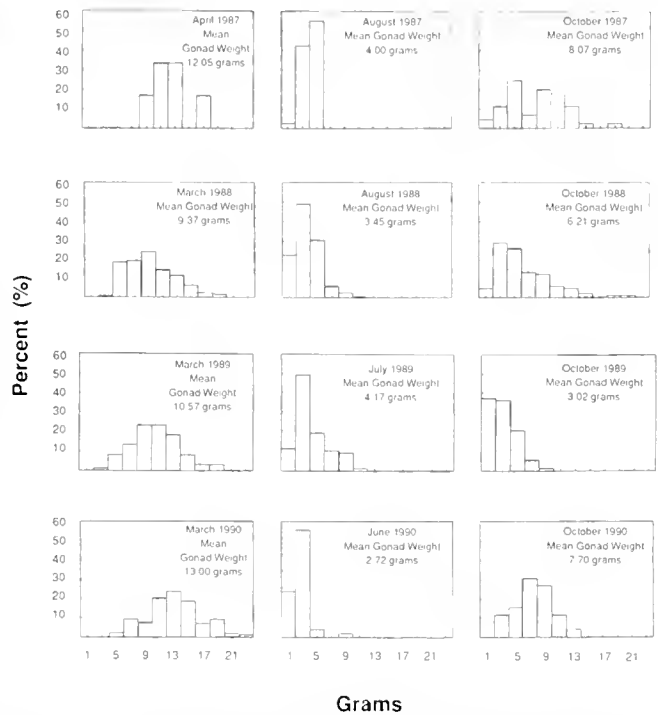 60
50
40
30
20
10
April 1987
Mean
Gonad Weight
12 05 grams
August 1987
Mean Gonad Weight
4 00 grams
October 1987
Mean Gonad Weight
8 07 grams
60
50
40
30
20
10
March 1988
Mean Gonad Weight
9 37 grams
August 1988
Mean Gonad Weight
3 45 grams
October 1988
Mean Gonad Weight
6 21 grams
Percent (%)
60
50
40
30
20
10
March 1989
Mean
Gonad Weight
10 57 grams
July 1989
Mean Gonad Weight
4 17 grams
October 1989
Mean Gonad Weight
3 02 grams
60
50
40
30
20
10
March 1990
Mean
Gonad Weight
13 00 grams
June 1990
Mean Gonad Weight
2 72 grams
October 1990
Mean Gonad Weight
7 70 grams
1 5 9 13 17 21
1 5 9 13 17 21
1 5 9 13 17 21
Grams